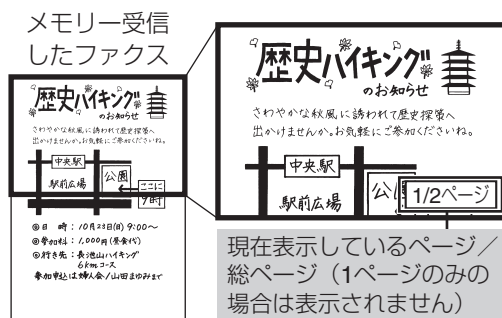 メモリー受信
したファクス
歴史ハイキング
のお知らせ
さわやかな秋風に誘われて歴史探策へ
出かけませんか。お気軽にご参加くださいね。
中央駅
公園
駅前広場
ここに
9時
◎日 時：10月23日(日) 9:00〜
◎参加料：1,000円(昼食代)
◎行き先：長池山ハイキング
6kmコース
参加申込は婦人会/山田まゆみまで
歴史ハイキング
のお知らせ
さわやかな秋風に誘われて歴史探策へ
出かけませんか。お気軽にご参加くださいね。
中央駅
駅前広場
公
1/2ページ
現在表示しているページ／
総ページ（1ページのみの
場合は表示されません）